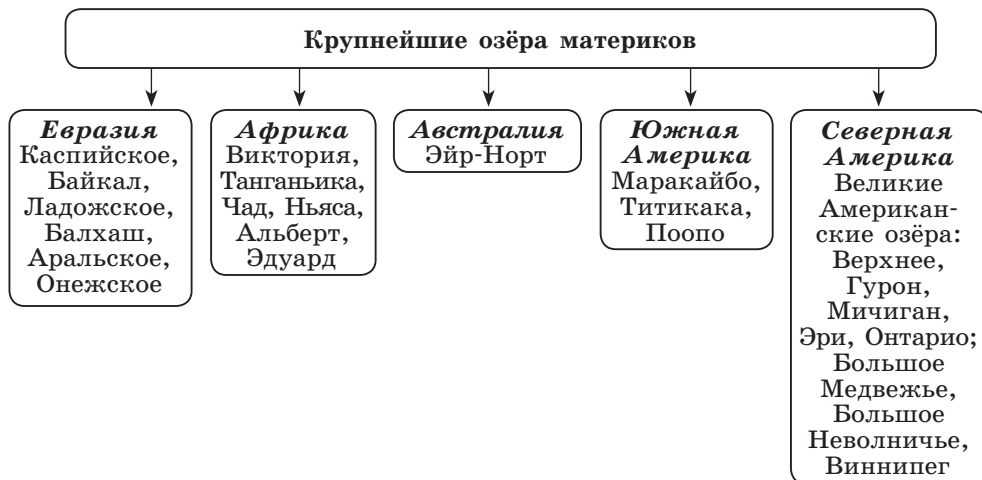 Крупнейшие озёра материков
Евразия
Каспийское,
Байкал,
Ладожское,
Балхаш,
Аральское,
Онежское
Африка
Виктория,
Танганьика,
Чад, Ньяса,
Альберт,
Эдуард
Австралия
Эйр-Норт
Южная
Америка
Маракайбо,
Титикака,
Поопо
Северная
Америка
Великие
Американ-
ские озёра:
Верхнее,
Гурон,
Мичиган,
Эри, Онтарио;
Большое
Медвежье,
Большое
Неволничье,
Виннипег